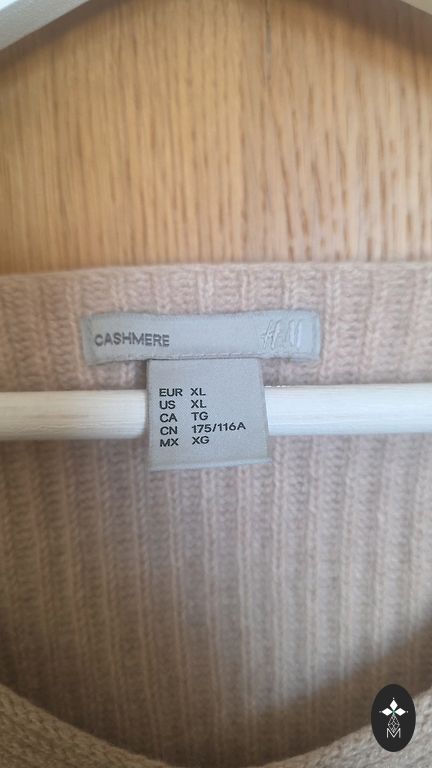 CASHMERE H&M
EUR XL
US XL
CA TG
CN 175/116A
MX XG
M